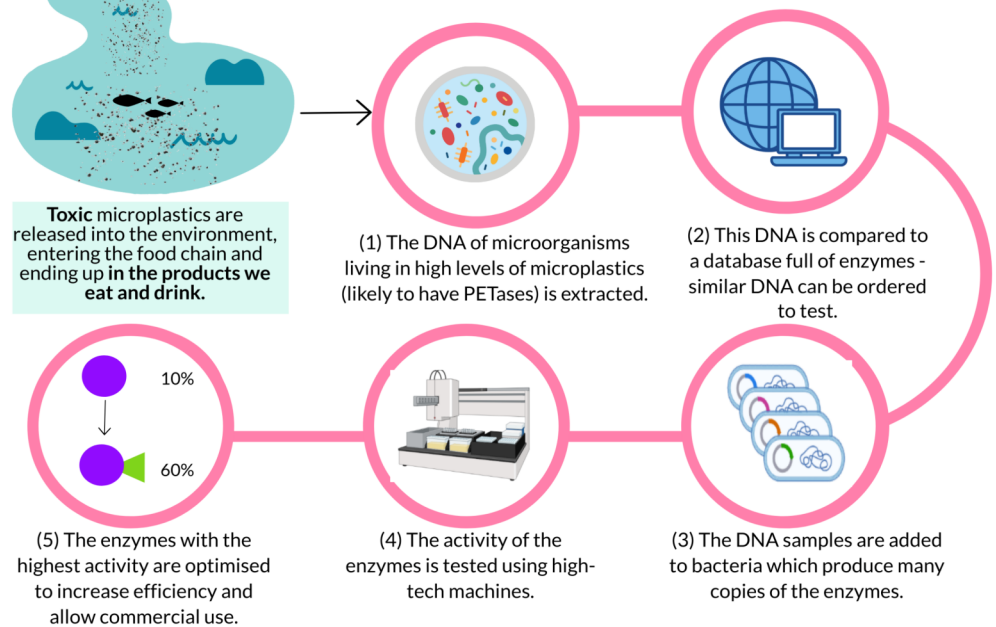 Toxic microplastics are
released into the environment,
entering the food chain and
ending up in the products we
eat and drink.
(1) The DNA of microorganisms
living in high levels of microplastics
(likely to have PETases) is extracted.
(2) This DNA is compared to
a database full of enzymes -
similar DNA can be ordered
to test.
(3) The DNA samples are added
to bacteria which produce many
copies of the enzymes.
(4) The activity of the
enzymes is tested using high-
tech machines.
10%
60%
(5) The enzymes with the
highest activity are optimised
to increase efficiency and
allow commercial use.